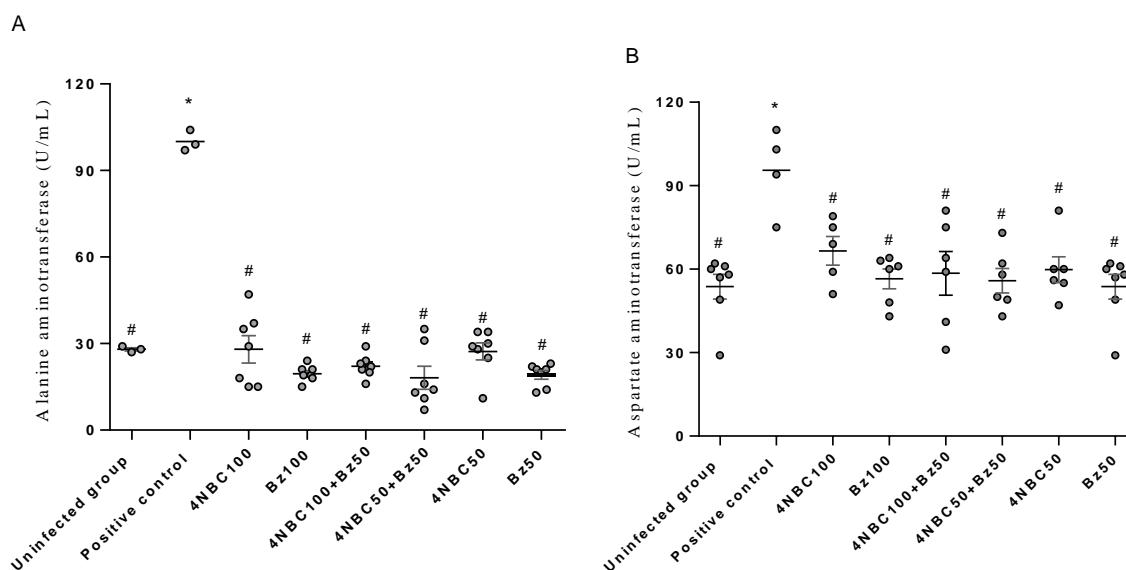 A
Alanine aminotransferase (U/mL)
120
90
60
30
0
*
#
#
#
#
#
#
#
Uninfected group
Positive control
4NBC100
Bz100
4NBC100+Bz50
4NBC50+Bz50
4NBC50
Bz50
B
Aspartate aminotransferase (U/mL)
120
90
60
30
0
*
#
#
#
#
#
#
#
Uninfected group
Positive control
4NBC100
Bz100
4NBC100+Bz50
4NBC50+Bz50
4NBC50
Bz50